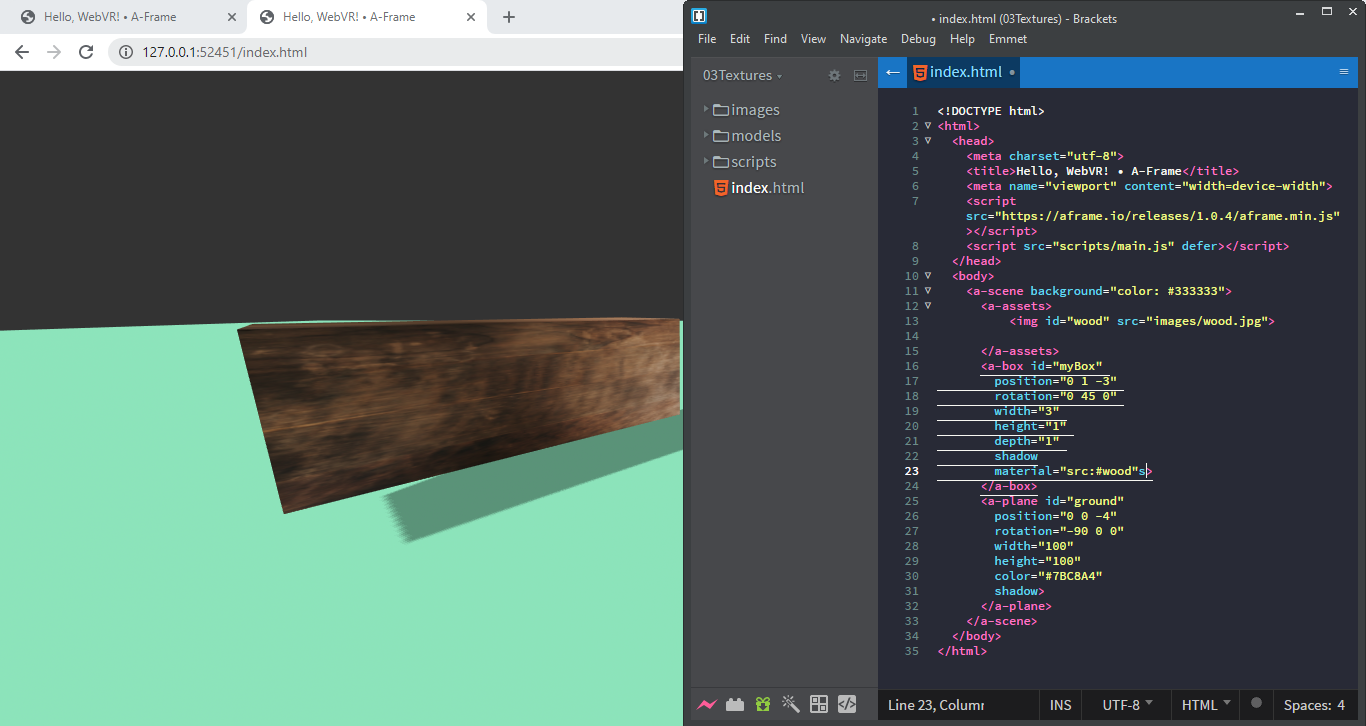 Hello, WebVR! • A-Frame
Hello, WebVR! • A-Frame
127.0.0.1:52451/index.html
• index.html (03Textures) - Brackets
File Edit Find View Navigate Debug Help Emmet
03Textures
images
models
scripts
index.html
index.html •
1 <!DOCTYPE html>
2 <html>
3 <head>
4 <meta charset="utf-8">
5 <title>Hello, WebVR! • A-Frame</title>
6 <meta name="viewport" content="width=device-width">
7 <script
src="https://aframe.io/releases/1.0.4/aframe.min.js"
></script>
8 <script src="scripts/main.js" defer></script>
9 </head>
10 <body>
11 <a-scene background="color: #333333">
12 <a-assets>
13 <img id="wood" src="images/wood.jpg">
14
15 </a-assets>
16 <a-box id="myBox"
17 position="0 1 -3"
18 rotation="0 45 0"
19 width="3"
20 height="1"
21 depth="1"
22 shadow
23 material="src:#wood"s>
24 </a-box>
25 <a-plane id="ground"
26 position="0 0 -4"
27 rotation="-90 0 0"
28 width="100"
29 height="100"
30 color="#7BC8A4"
31 shadow>
32 </a-plane>
33 </a-scene>
34 </body>
35 </html>
Line 23, Colum INS UTF-8 HTML Spaces: 4